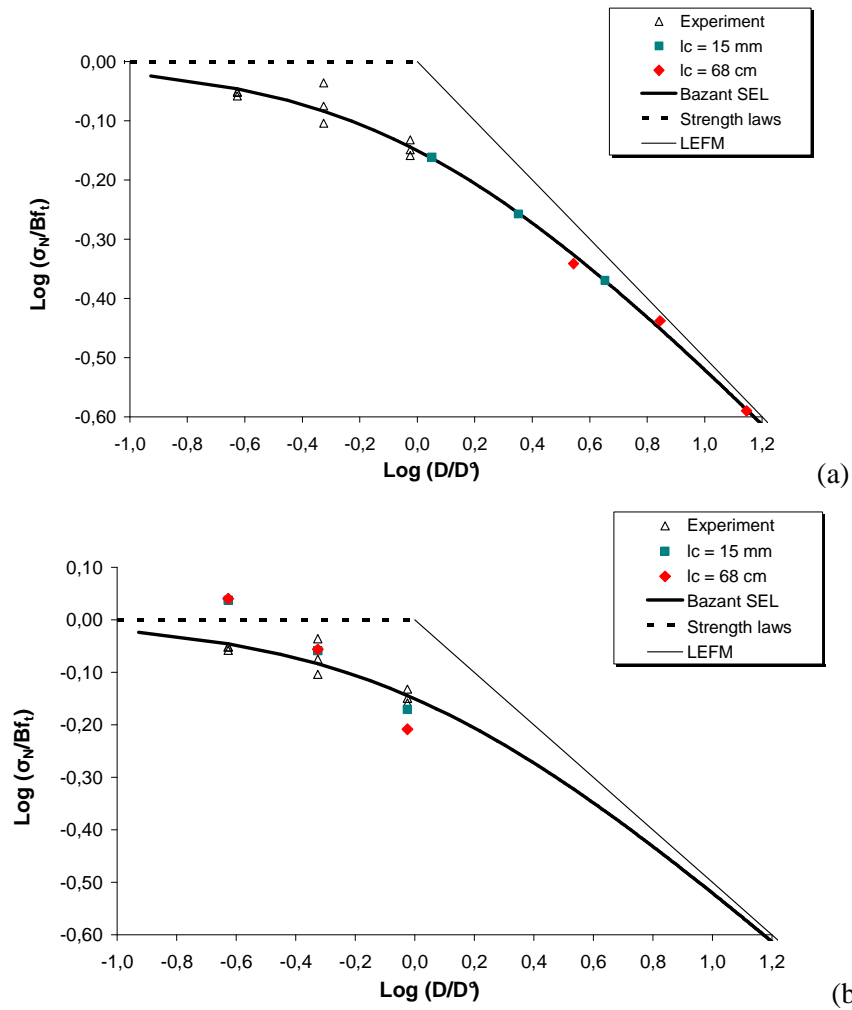 Experiment
lc = 15 mm
lc = 68 cm
Bazant SEL
Strength laws
LEFM
0,00
-0,10
-0,20
-0,30
-0,40
-0,50
-0,60
Log (σN/Bft)
-1,0 -0,8 -0,6 -0,4 -0,2 0,0 0,2 0,4 0,6 0,8 1,0 1,2
Log (D/D°)
(a)
Experiment
lc = 15 mm
lc = 68 cm
Bazant SEL
Strength laws
LEFM
0,10
0,00
-0,10
-0,20
-0,30
-0,40
-0,50
-0,60
Log (σN/Bft)
-1,0 -0,8 -0,6 -0,4 -0,2 0,0 0,2 0,4 0,6 0,8 1,0 1,2
Log (D/D°)
(b